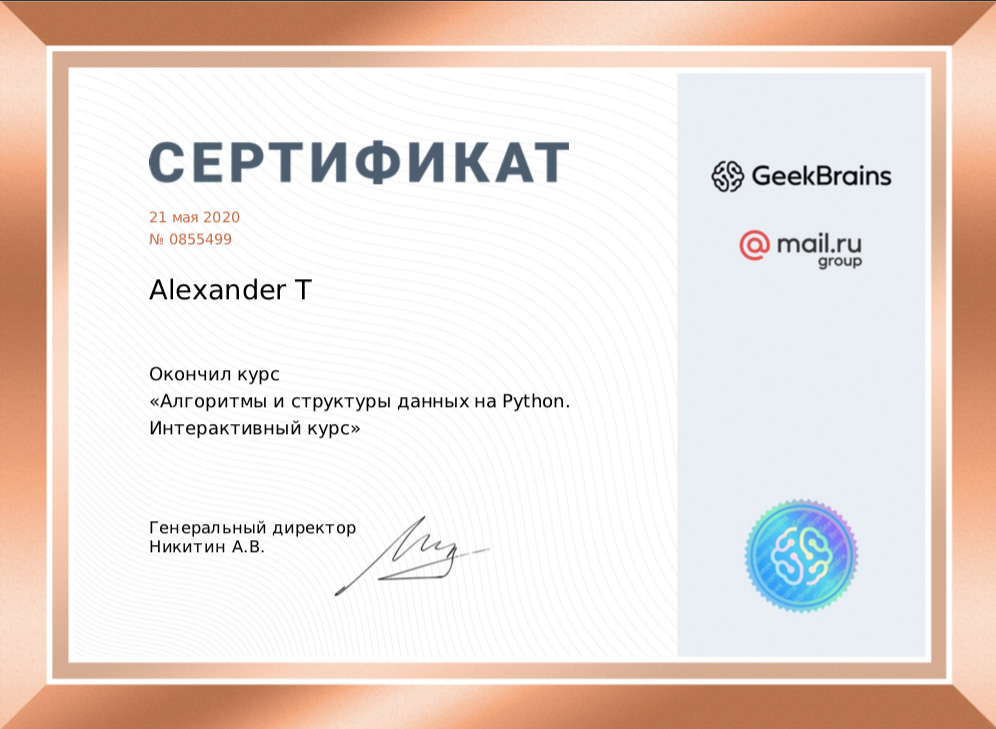 СЕРТИФИКАТ
21 мая 2020
№ 0855499
Alexander T
Окончил курс
«Алгоритмы и структуры данных на Python.
Интерактивный курс»
Генеральный директор
Никитин А.В.
GeekBrains
@mail.ru
group